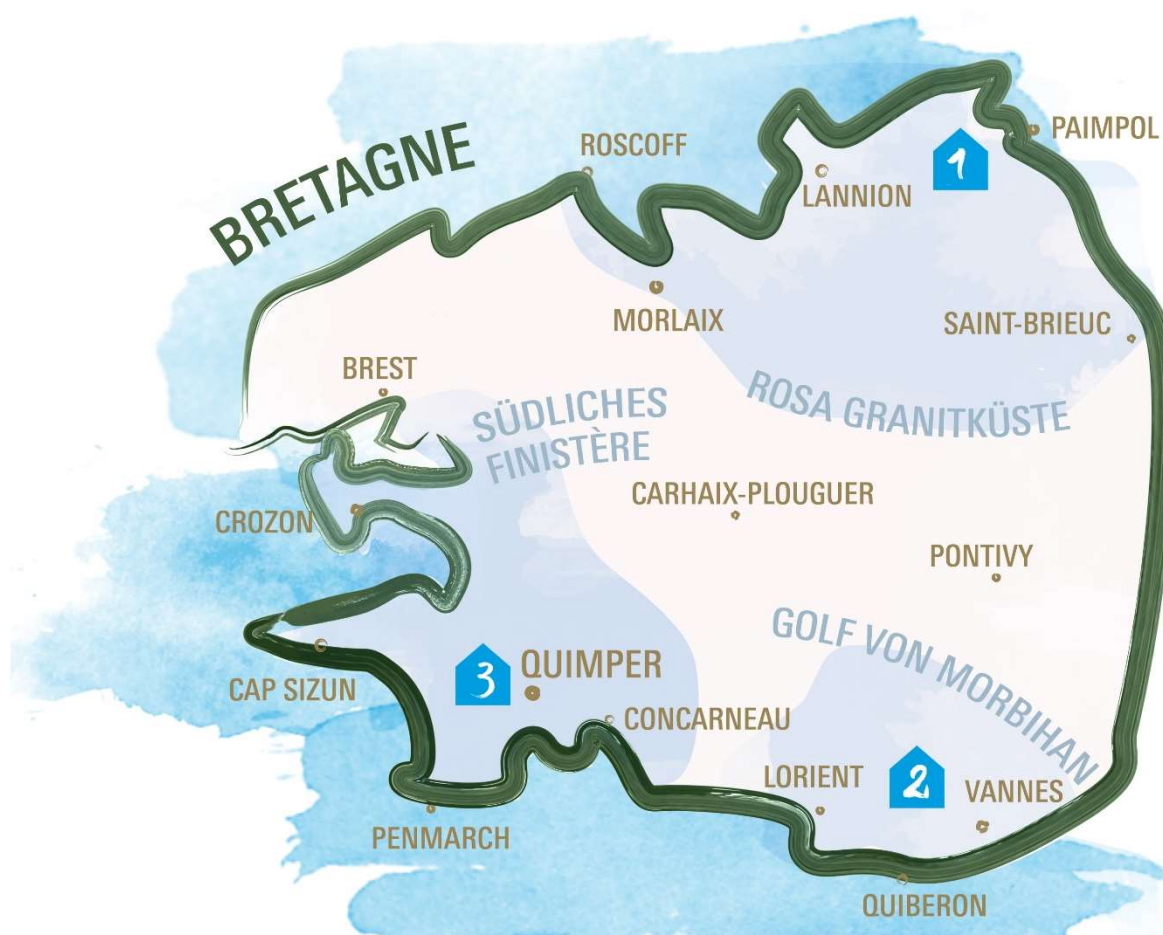 BRETAGNE
ROSCOFF
PAIMPOL
1
LANNION
MORLAIX
SAINT-BRIEUC
BREST
SÜDLICHES
FINISTÈRE
ROSA GRANITKÜSTE
CARHAIX-PLOUGUER
CROZON
PONTIVY
GOLF VON MORBIHAN
3
QUIMPER
CAP SIZUN
CONCARNEAU
LORIENT
2
VANNES
PENMARCH
QUIBERON